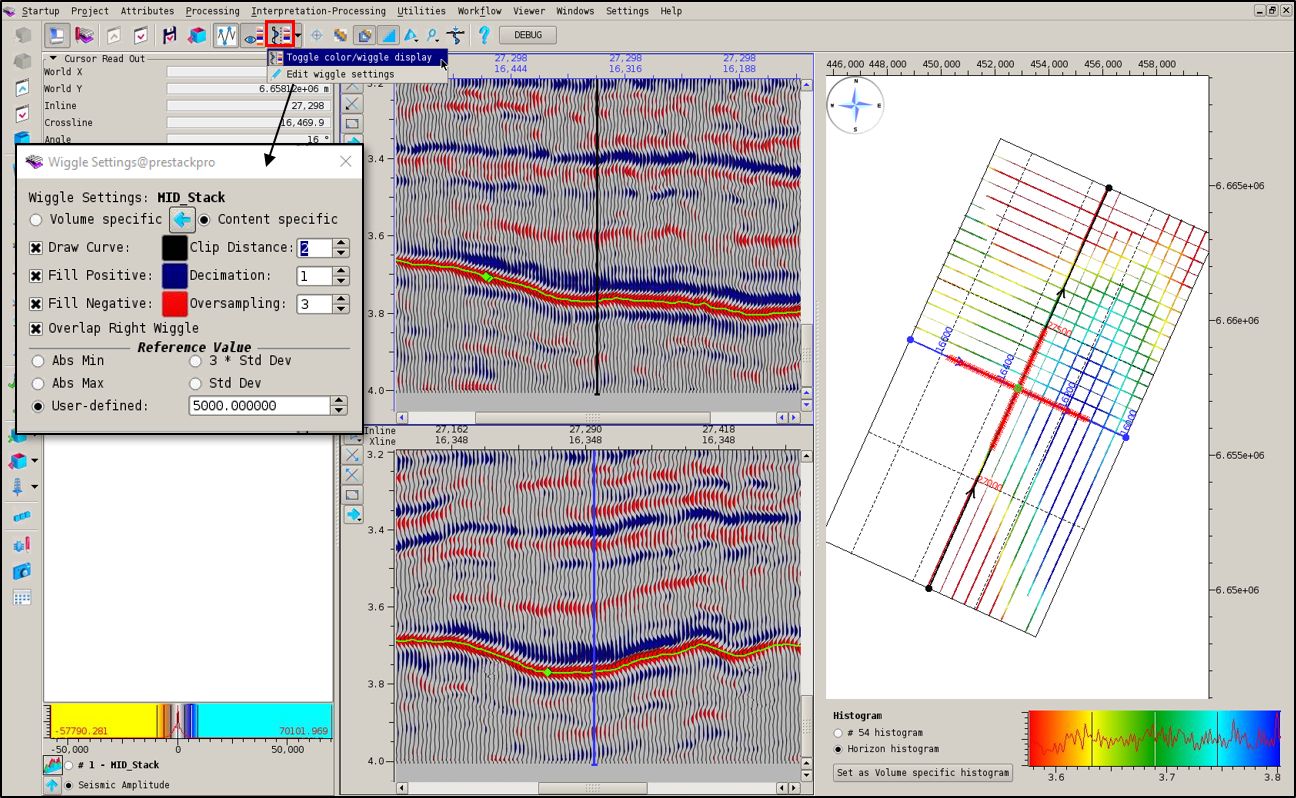 Startup Project Attributes Processing Interpretation-Processing Utilities Workflow Viewer Windows Settings Help
DEBUG
Toggle color/wiggle display
Edit wiggle settings
Cursor Read Out
World X
World Y 6.65812e+06 m
Inline 27,298
Crossline 16,469.9
Angle 16 °
Wiggle Settings@prestackpro
Wiggle Settings: MID_Stack
Volume specific Content specific
Draw Curve: Clip Distance: 2
Fill Positive: Decimation: 1
Fill Negative: Oversampling: 3
Overlap Right Wiggle
Reference Value
Abs Min 3 * Std Dev
Abs Max Std Dev
User-defined: 5000.000000
-57790.281 70101.969
-50,000 0 50,000
# 1 - MID_Stack
Seismic Amplitude
27,298 27,298 27,298
16,444 16,316 16,188
3.2
3.4
3.6
3.8
4.0
Inline 27,162 27,290 27,418
Xline 16,348 16,348 16,348
3.2
3.4
3.6
3.8
4.0
446,000 448,000 450,000 452,000 454,000 456,000 458,000
N
W E
S
6.665e+06
6.66e+06
6.655e+06
6.65e+06
27500
16600
16400
16200
16000
27000
Histogram
# 54 histogram
Horizon histogram
Set as Volume specific histogram
3.6 3.7 3.8